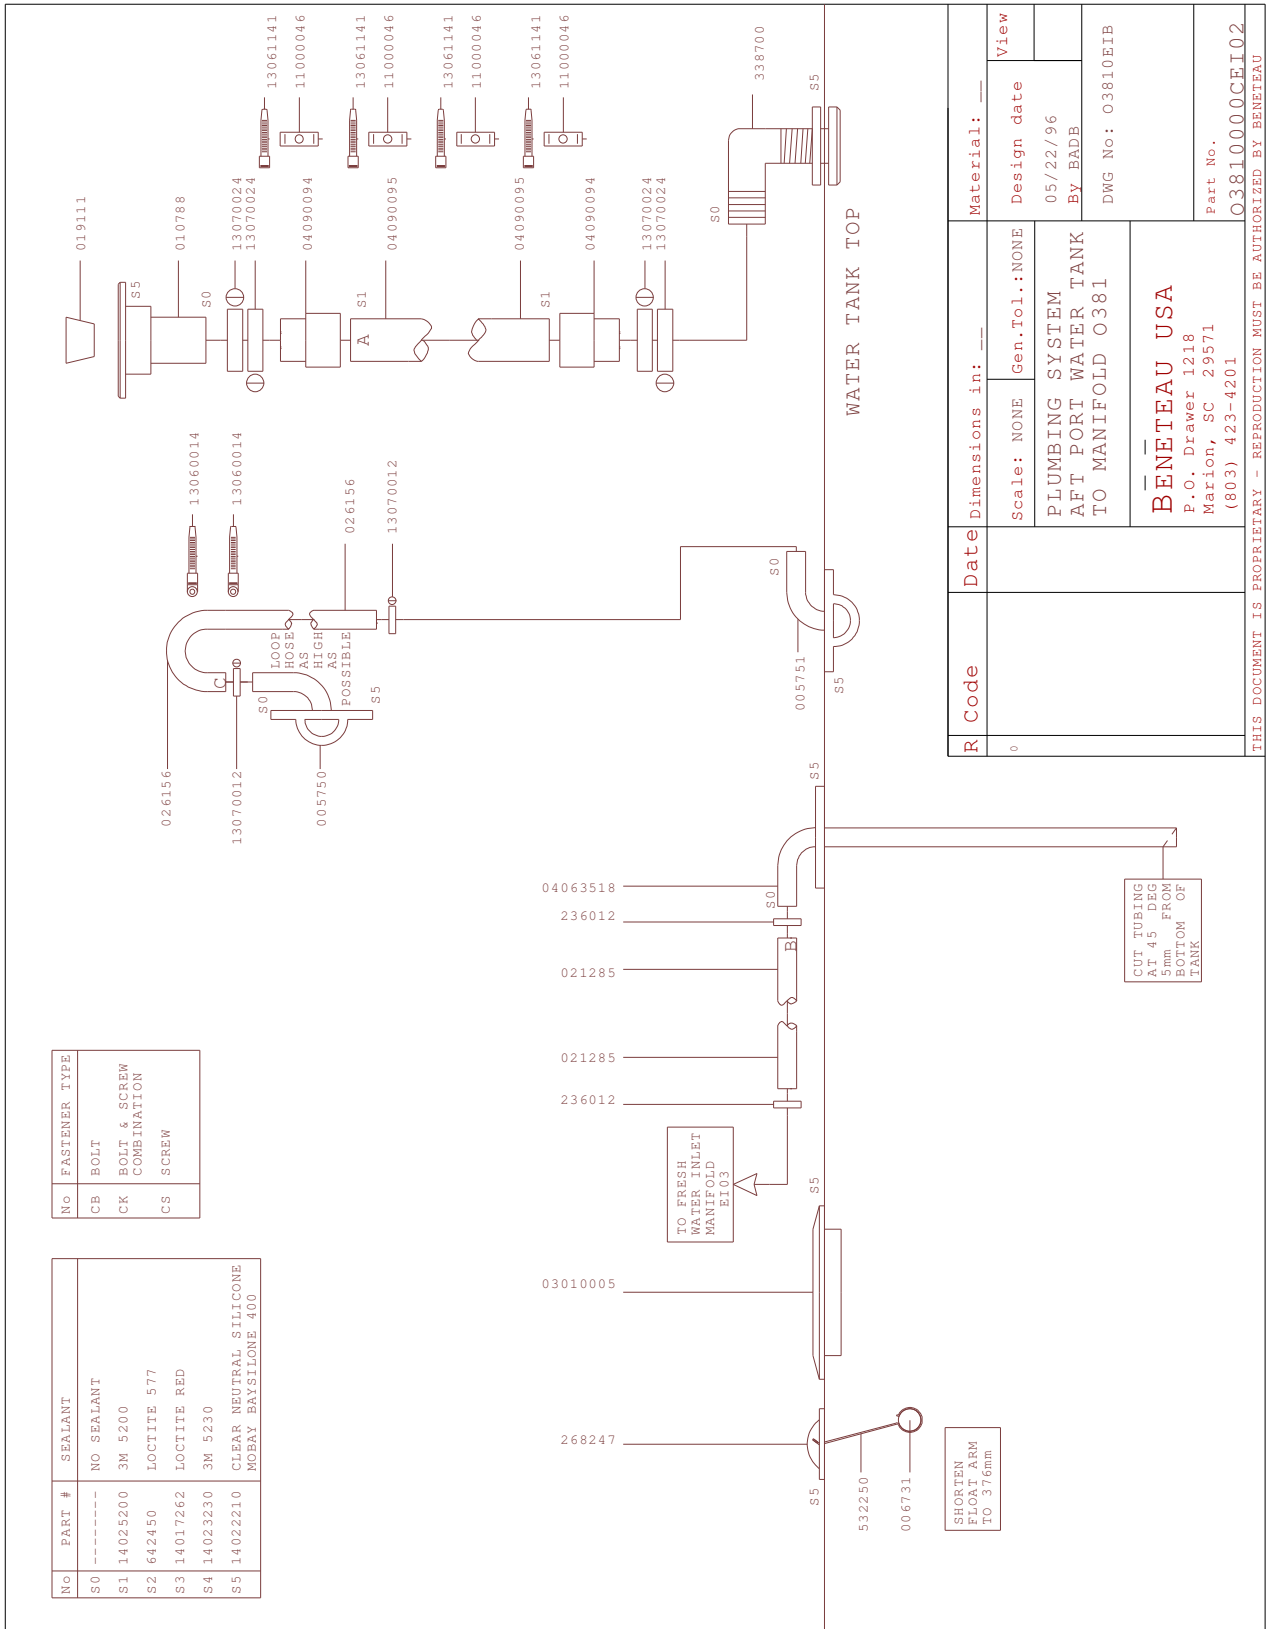 No PART # SEALANT
S0 -------- NO SEALANT
S1 14025200 3M 5200
S2 642450 LOCTITE 577
S3 14017262 LOCTITE RED
S4 14023230 3M 5230
S5 14022210 CLEAR NEUTRAL SILICONE
MOBAY BAYSILONE 400
No FASTENER TYPE
CB BOLT
CK BOLT & SCREW
COMBINATION
CS SCREW
026156
13070012
005750
C
S0
S5
LOOP
HOSE
AS
HIGH
AS
POSSIBLE
13060014
13060014
026156
13070012
019111
S5
010788
S0
13070024
13070024
04090094
S1
A
04090095
04090095
S1
04090094
13070024
13070024
13061141
11000046
13061141
11000046
13061141
11000046
13061141
11000046
338700
S0
S5
WATER TANK TOP
S0
005751
S5
04063518
236012
021285
021285
236012
S0
B
S5
TO FRESH
WATER INLET
MANIFOLD
EI03
S5
03010005
268247
S5
532250
006731
SHORTEN
FLOAT ARM
TO 376mm
CUT TUBING
AT 45 DEG
5mm FROM
BOTTOM OF
TANK
R Code Date
0
Dimensions in: __ Material: ___
Scale: NONE Gen.Tol.:NONE
Design date View
05/22/96
By BADB
PLUMBING SYSTEM
AFT PORT WATER TANK
TO MANIFOLD O381
DWG No: O3810EIB
BENETEAU USA
P.O. Drawer 1218
Marion, SC 29571
(803) 423-4201
Part No.
O3810000CEI02
THIS DOCUMENT IS PROPRIETARY - REPRODUCTION MUST BE AUTHORIZED BY BENETEAU